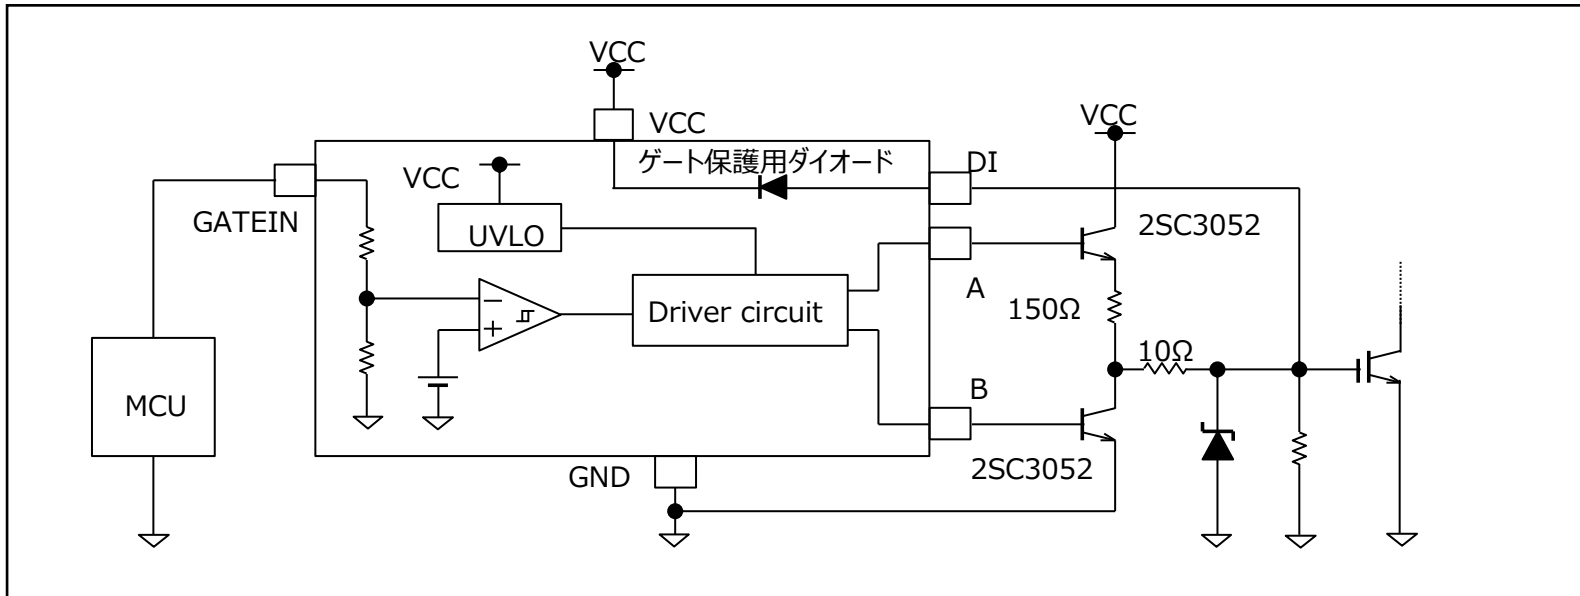 VCC
VCC
VCC
ゲート保護用ダイオード
DI
VCC
GATEIN
UVLO
2SC3052
A
150Ω
Driver circuit
10Ω
MCU
B
GND
2SC3052